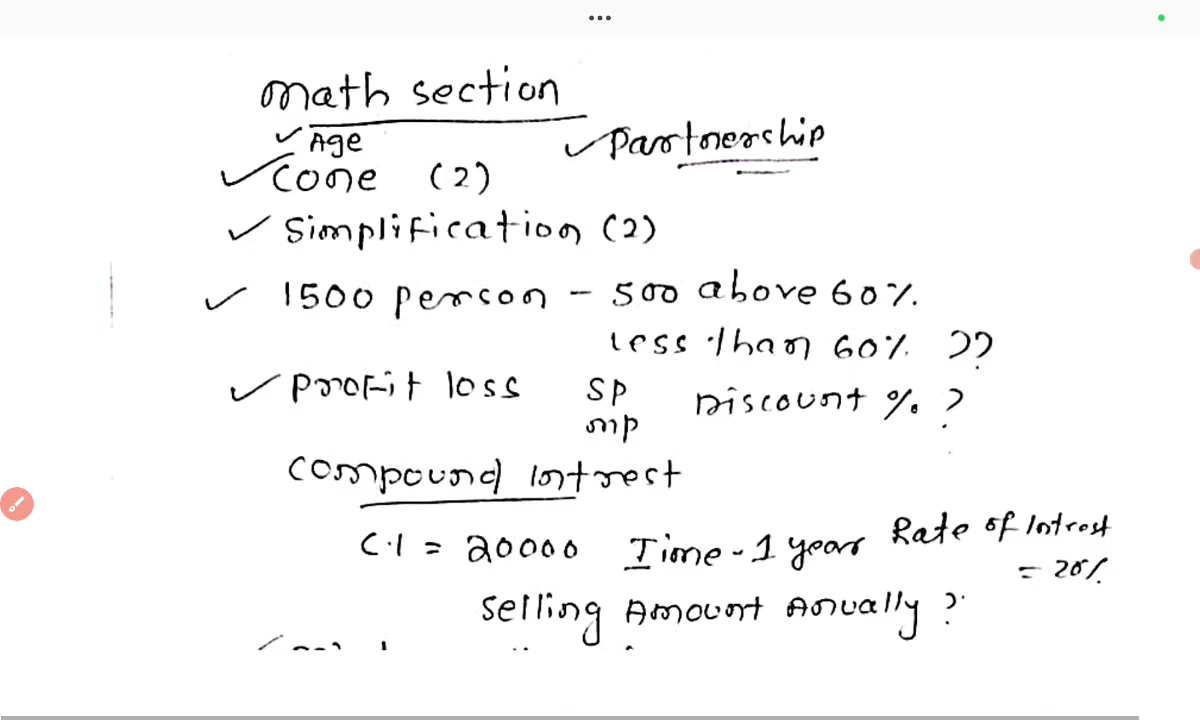 math section
✓ Age ✓ Partnership
✓ Cone (2)
✓ Simplification (2)
✓ 1500 person - 500 above 60%.
Less than 60% ??
✓ Profit loss SP Discount %. ?
mp
Compound Intrest
C.I = 20000 Time - 1 year Rate of Intrest
= 20%
Selling Amount Anually ?